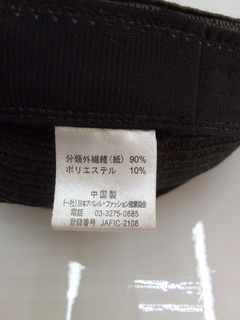 分類外繊維(紙) 90%
ポリエステル 10%
中国製
(一社)日本アパレル・ファッション産業協会
電話 03-3275-0685
登録番号 JAFIC-2108